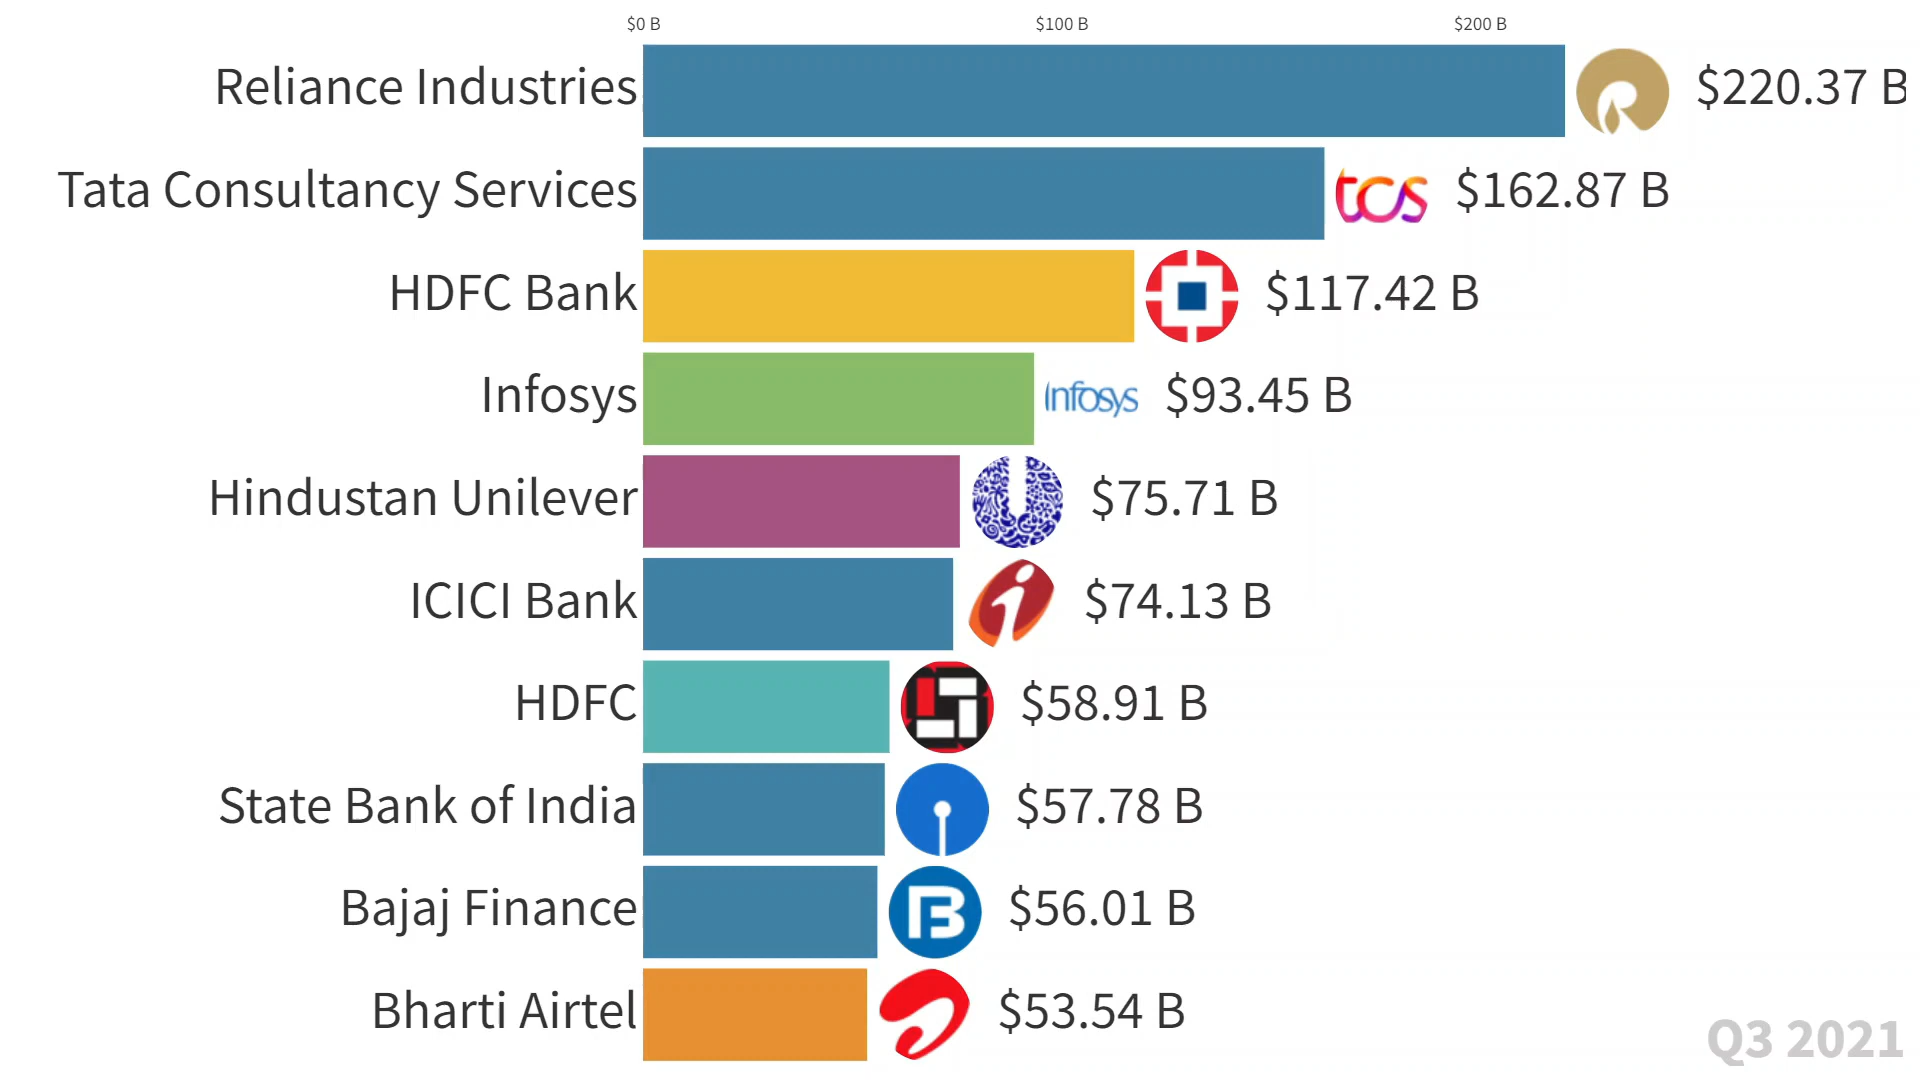 $0 B $100 B $200 B
Reliance Industries $220.37 B
Tata Consultancy Services tcs $162.87 B
HDFC Bank $117.42 B
Infosys Infosys $93.45 B
Hindustan Unilever $75.71 B
ICICI Bank $74.13 B
HDFC $58.91 B
State Bank of India $57.78 B
Bajaj Finance B $56.01 B
Bharti Airtel $53.54 B
Q3 2021